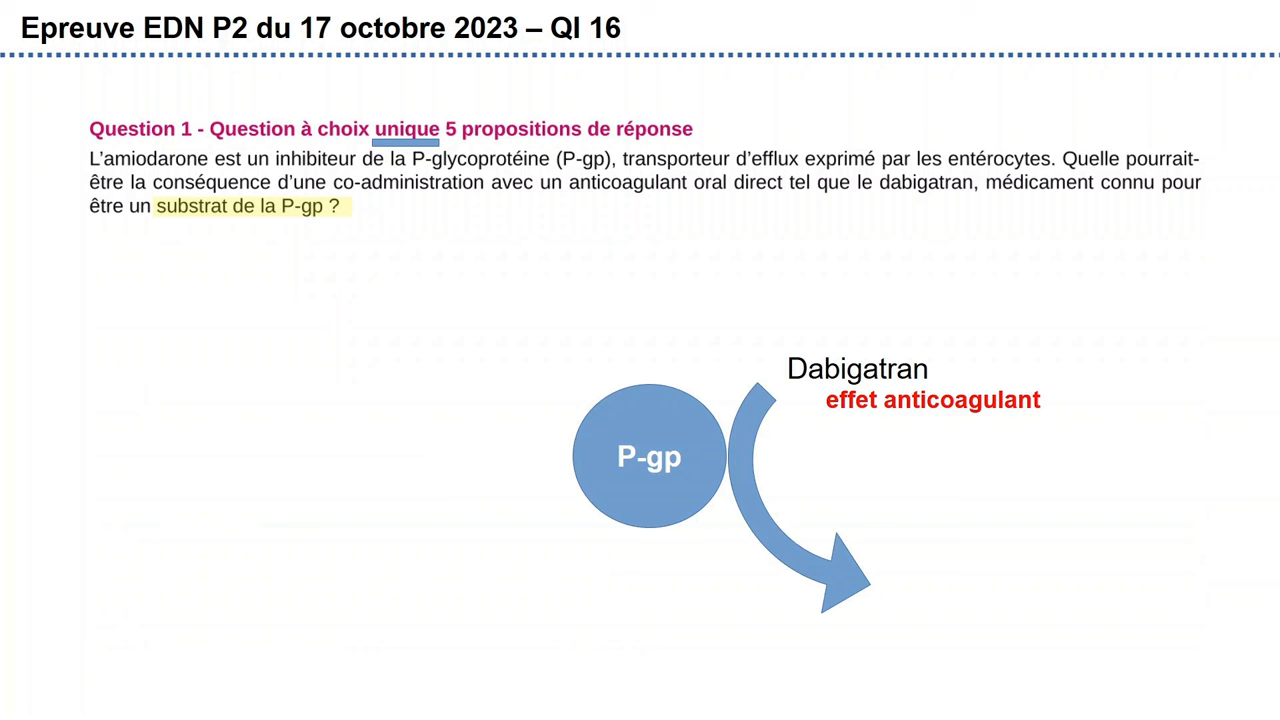 Epreuve EDN P2 du 17 octobre 2023 – QI 16
Question 1 - Question à choix unique 5 propositions de réponse
L’amiodarone est un inhibiteur de la P-glycoprotéine (P-gp), transporteur d’efflux exprimé par les entérocytes. Quelle pourrait-
être la conséquence d’une co-administration avec un anticoagulant oral direct tel que le dabigatran, médicament connu pour
être un substrat de la P-gp ?
Dabigatran
effet anticoagulant
P-gp